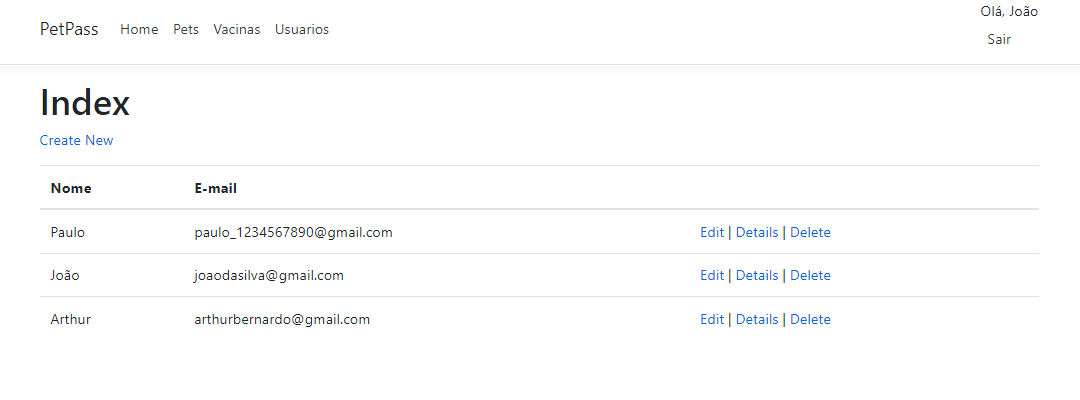 Olá, João
PetPass Home Pets Vacinas Usuarios
Sair
Index
Create New
Nome E-mail
Paulo paulo_1234567890@gmail.com Edit | Details | Delete
João joaodasilva@gmail.com Edit | Details | Delete
Arthur arthurbernardo@gmail.com Edit | Details | Delete